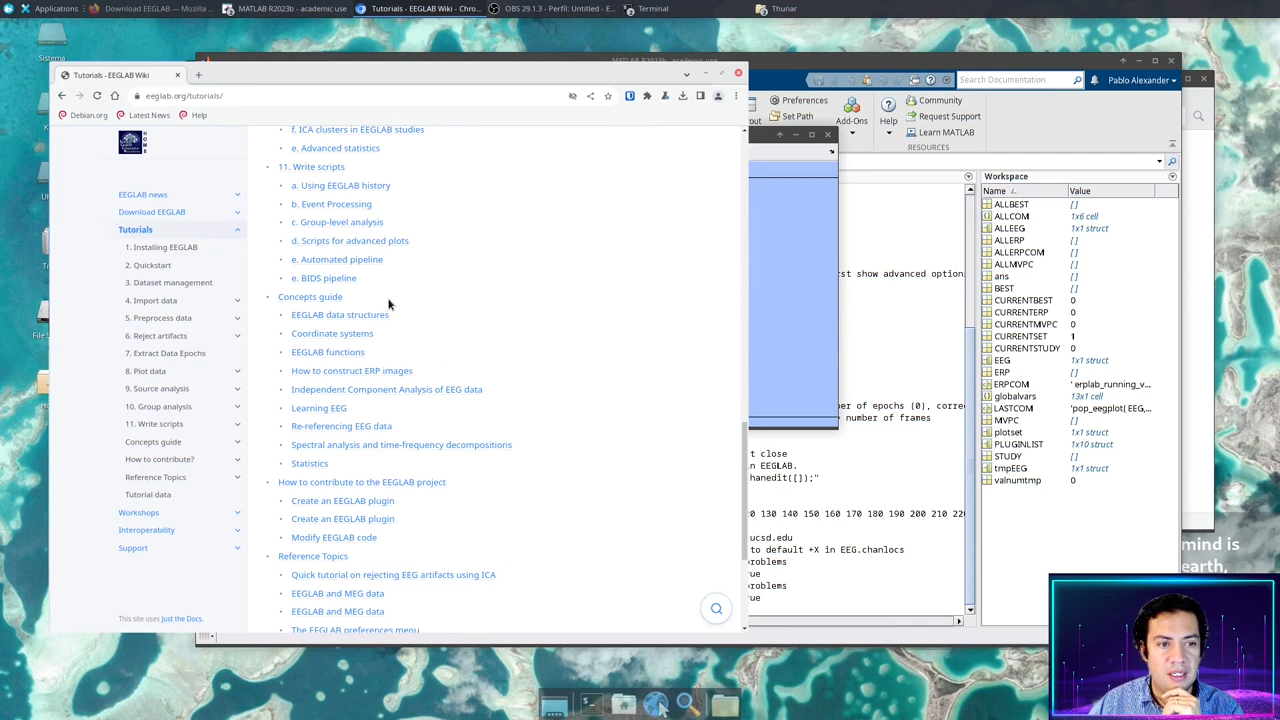 Applications
Download EEGLAB — Mozilla ...
MATLAB R2023b - academic use
Tutorials - EEGLAB Wiki - Chro...
OBS 29.1.3 - Perfil: Untitled - E...
Terminal
Thunar
Sistema
Tutorials - EEGLAB Wiki
eeglab.org/tutorials/
Debian.org
Latest News
Help
HOME
EEGLAB news
Download EEGLAB
Tutorials
1. Installing EEGLAB
2. Quickstart
3. Dataset management
4. Import data
5. Preprocess data
6. Reject artifacts
7. Extract Data Epochs
8. Plot data
9. Source analysis
10. Group analysis
11. Write scripts
Concepts guide
How to contribute?
Reference Topics
Tutorial data
Workshops
Interoperability
Support
This site uses Just the Docs.
f. ICA clusters in EEGLAB studies
e. Advanced statistics
11. Write scripts
a. Using EEGLAB history
b. Event Processing
c. Group-level analysis
d. Scripts for advanced plots
e. Automated pipeline
e. BIDS pipeline
Concepts guide
EEGLAB data structures
Coordinate systems
EEGLAB functions
How to construct ERP images
Independent Component Analysis of EEG data
Learning EEG
Re-referencing EEG data
Spectral analysis and time-frequency decompositions
Statistics
How to contribute to the EEGLAB project
Create an EEGLAB plugin
Create an EEGLAB plugin
Modify EEGLAB code
Reference Topics
Quick tutorial on rejecting EEG artifacts using ICA
EEGLAB and MEG data
EEGLAB and MEG data
The EEGLAB preferences menu
Search Documentation
Pablo Alexander
Preferences
Set Path
Add-Ons
Help
Community
Request Support
Learn MATLAB
RESOURCES
rst show advanced option
er of epochs (0), corre
number of frames
t close
n EEGLAB.
hanedit([]);"
0 130 140 150 160 170 180 190 200 210 220
ucsd.edu
to default +X in EEG.chanlocs
roblems
rue
roblems
rue
Workspace
Name Value
ALLBEST []
ALLCOM 1x6 cell
ALLEEG 1x1 struct
ALLERP []
ALLERPCOM []
ALLMVPC []
ans []
BEST []
CURRENTBEST 0
CURRENTERP 0
CURRENTMVPC 0
CURRENTSET 1
CURRENTSTUDY 0
EEG 1x1 struct
ERP []
ERPCOM ' erplab_running_v...
globalvars 13x1 cell
LASTCOM 'pop_eegplot( EEG,...
MVPC []
plotset 1x1 struct
PLUGINLIST 1x10 struct
STUDY []
tmpEEG 1x1 struct
valnumtmp 0
mind is
earth,